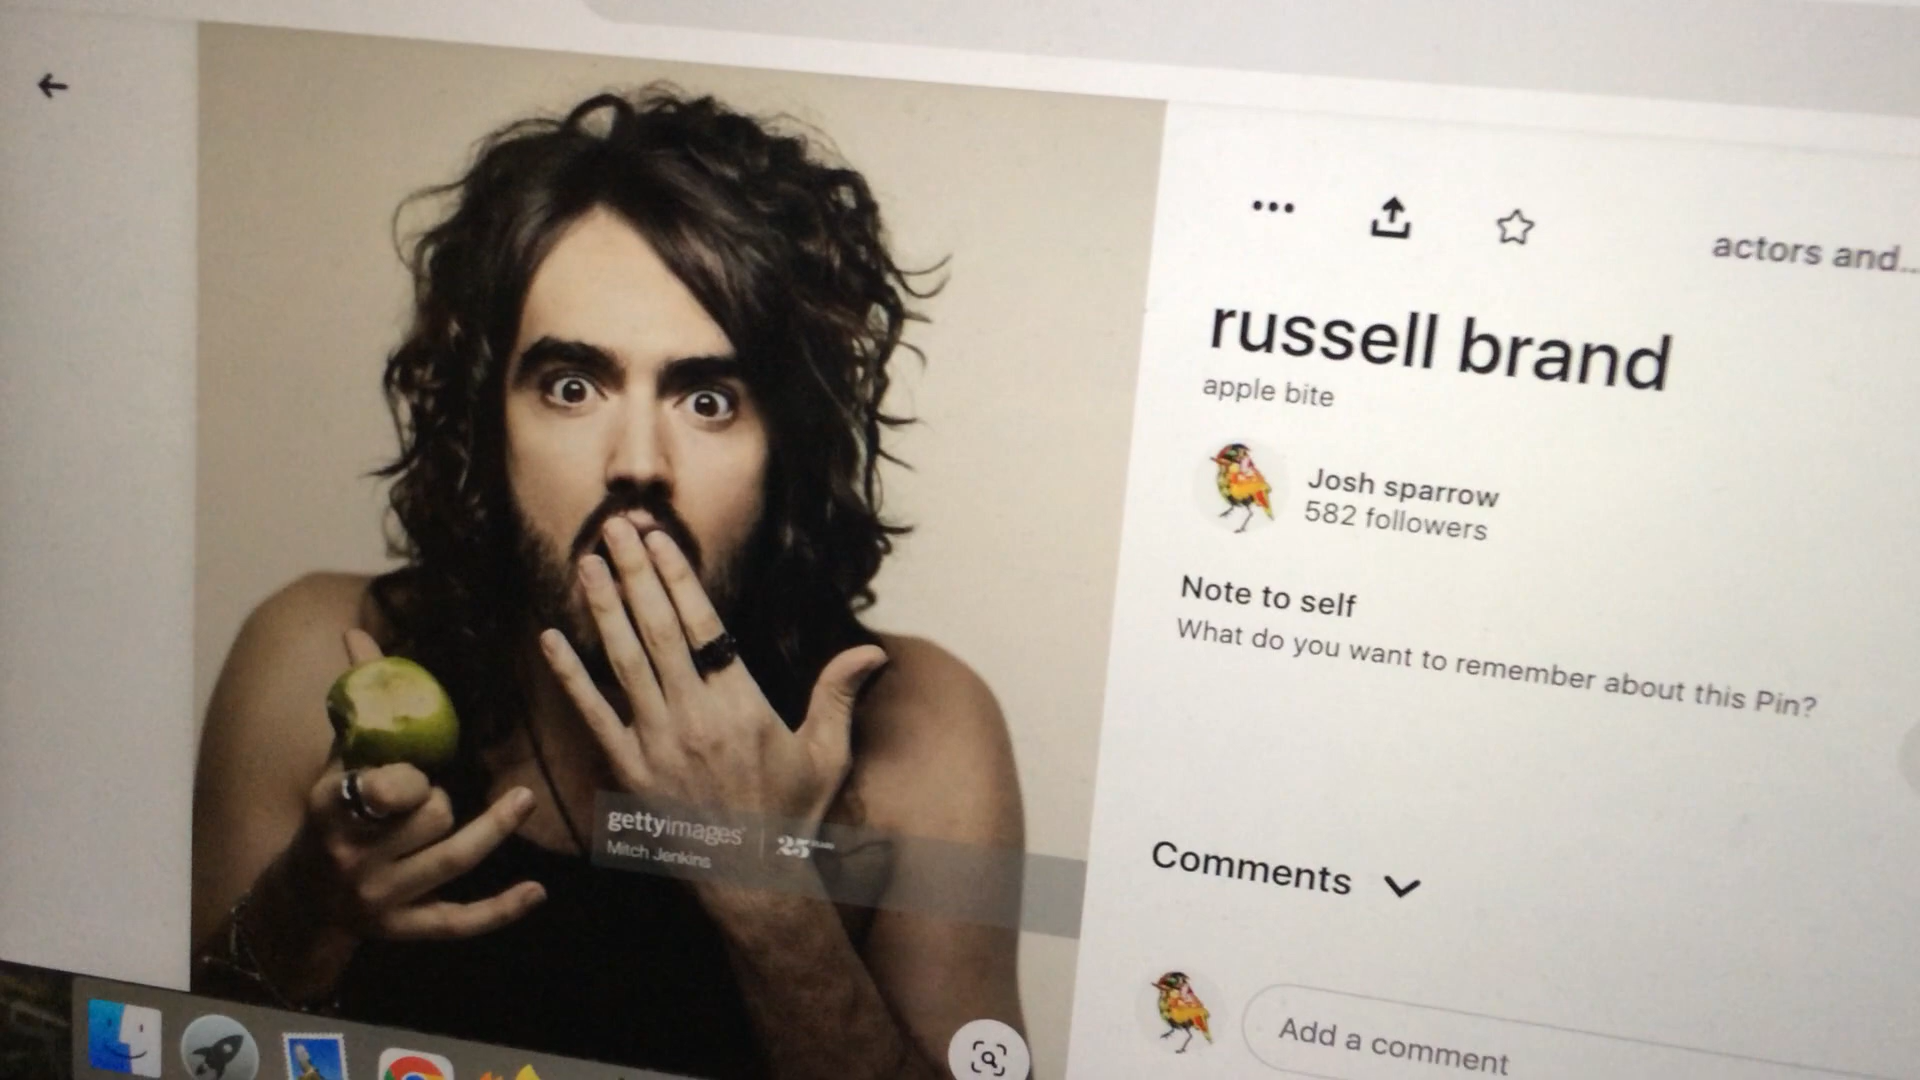 actors and...
russell brand
apple bite
Josh sparrow
582 followers
Note to self
What do you want to remember about this Pin?
gettyimages®
25
Mitch Jenkins
Comments
Add a comment